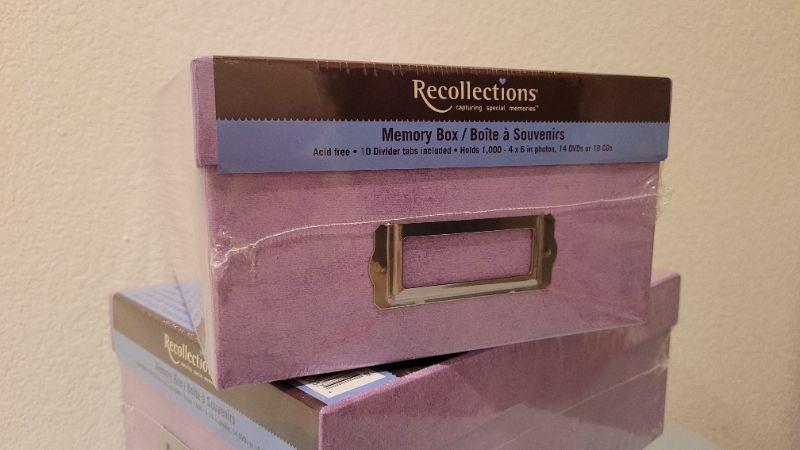 Recollections®
capturing special memories™
Memory Box / Boîte à Souvenirs
Acid free • 10 Divider tabs included • Holds 1,000 - 4 x 6 in photos, 14 DVDs or 18 CDs
Recollections
Memory Box / Boîte à Souvenirs